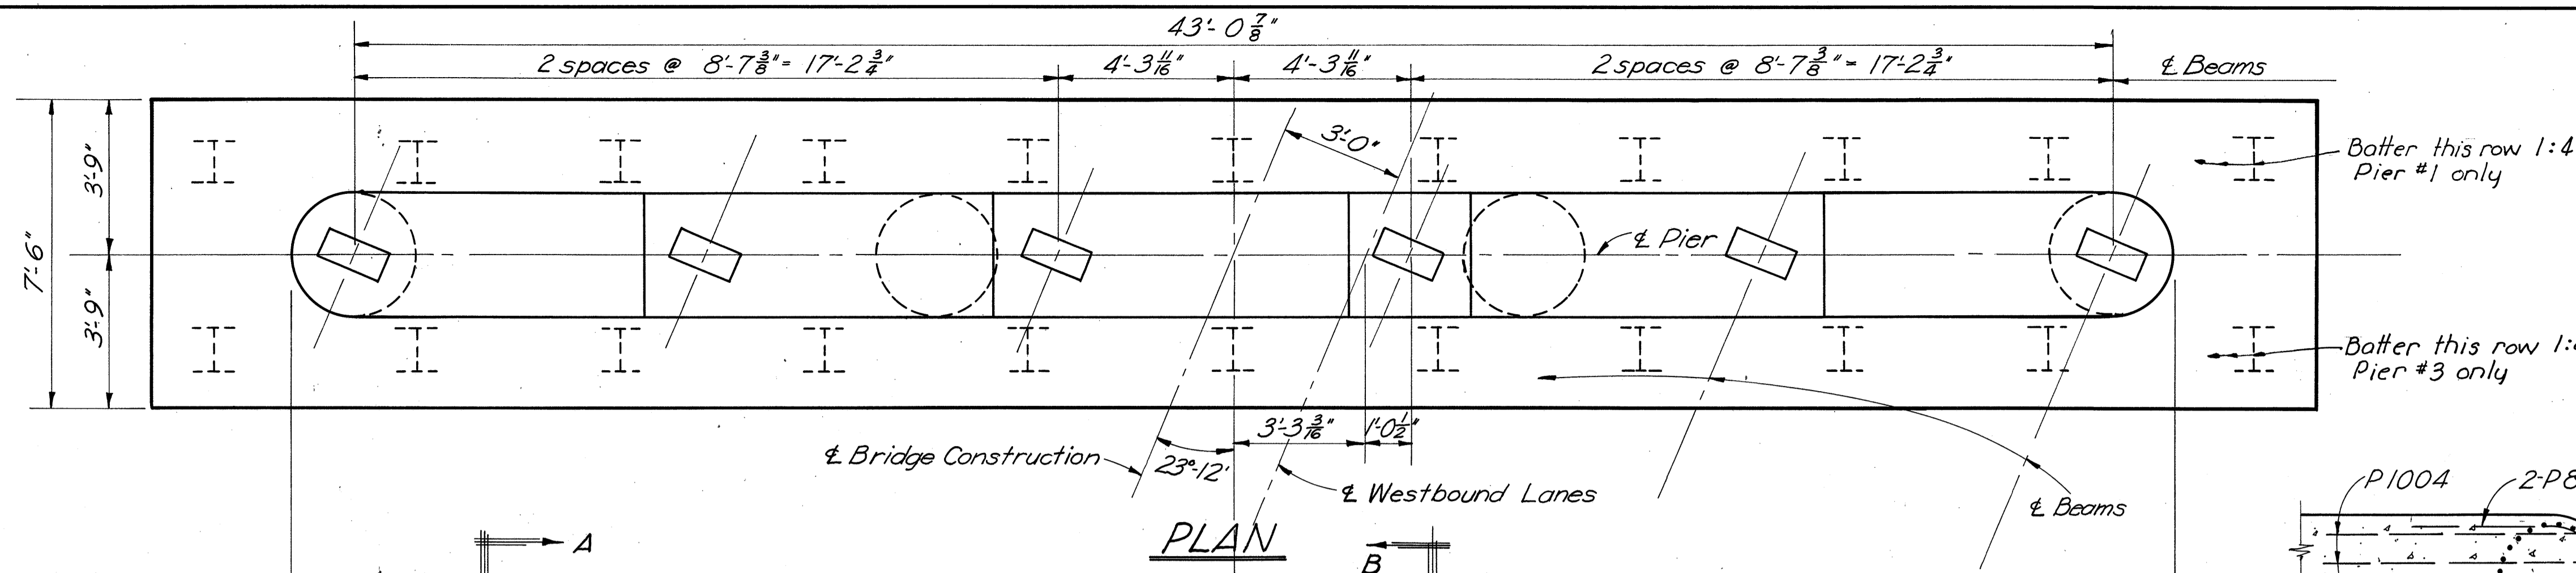 43'-0 7/8"
2 spaces @ 8'-7 3/8" = 17'-2 3/4"
4'-3 11/16"
4'-3 11/16"
2 spaces @ 8'-7 3/8" = 17'-2 3/4"
℄ Beams
3'-0"
Batter this row 1:4
Pier #1 only
3'-9"
7'-6"
3'-9"
℄ Pier
Batter this row 1:
Pier #3 only
3'-3 3/16"
1'-0 1/2"
℄ Bridge Construction
23°-12'
℄ Westbound Lanes
℄ Beams
P1004
2-P8
PLAN
A
B